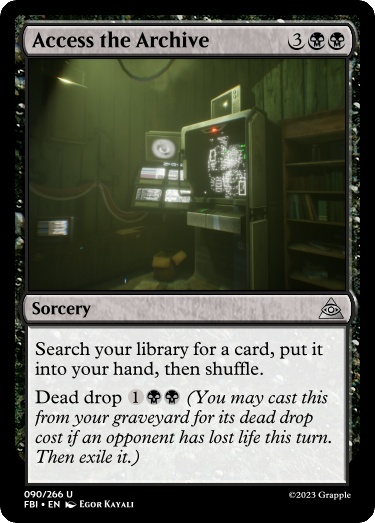 Access the Archive 3
Sorcery
Search your library for a card, put it
into your hand, then shuffle.
Dead drop 1 (You may cast this
from your graveyard for its dead drop
cost if an opponent has lost life this turn.
Then exile it.)
090/266 U
FBI • EN Egor Kayali
©2023 Grapple